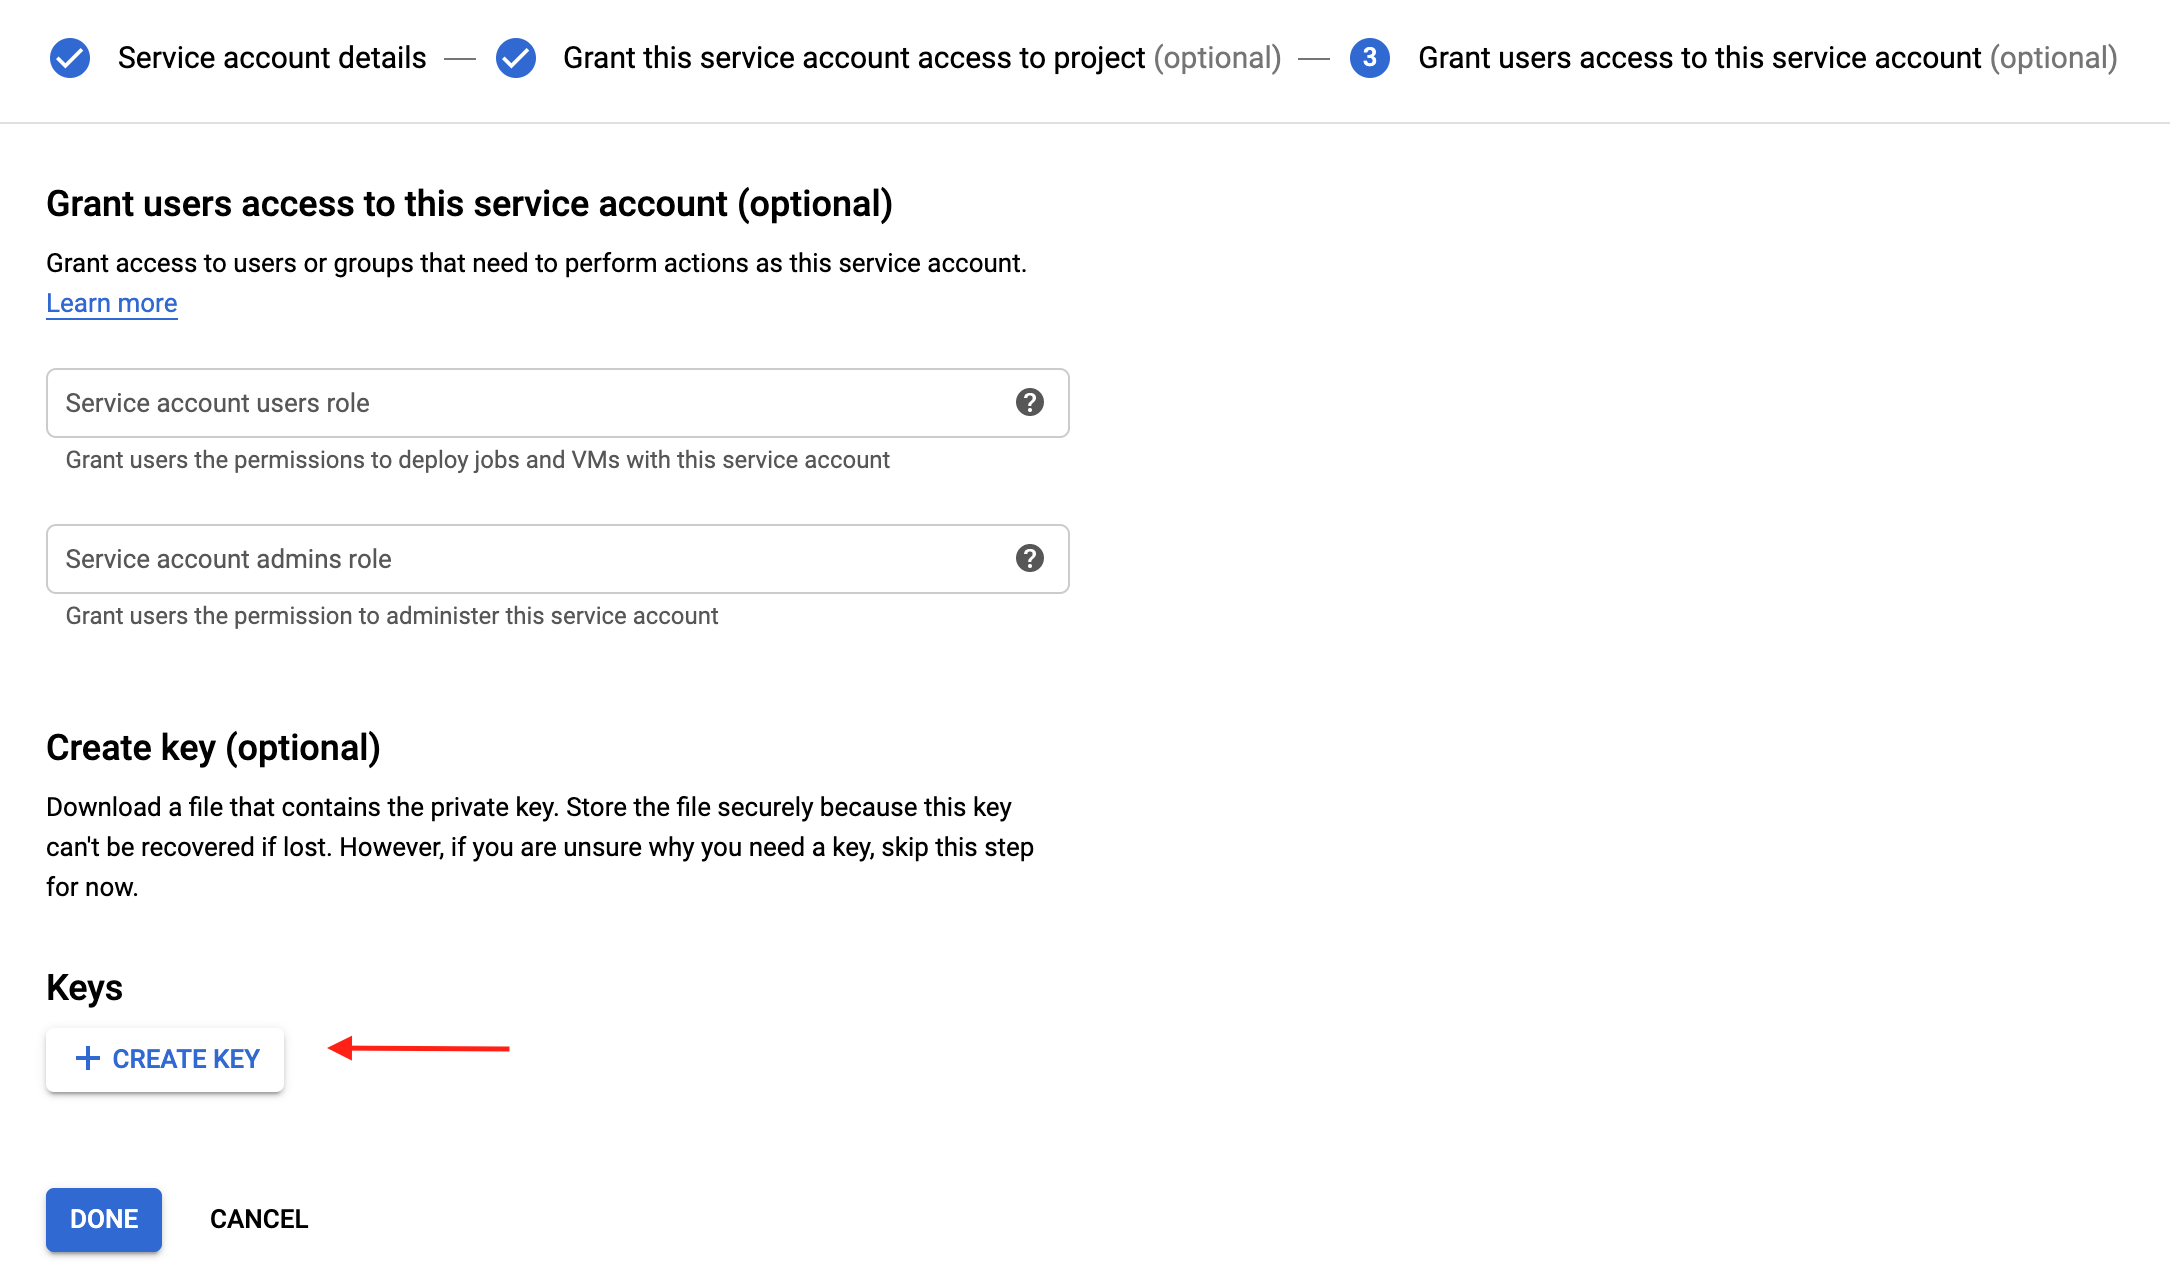 Service account details — Grant this service account access to project (optional) — 3 Grant users access to this service account (optional)
Grant users access to this service account (optional)
Grant access to users or groups that need to perform actions as this service account.
Learn more
Service account users role ?
Grant users the permissions to deploy jobs and VMs with this service account
Service account admins role ?
Grant users the permission to administer this service account
Create key (optional)
Download a file that contains the private key. Store the file securely because this key
can't be recovered if lost. However, if you are unsure why you need a key, skip this step
for now.
Keys
+ CREATE KEY
DONE CANCEL